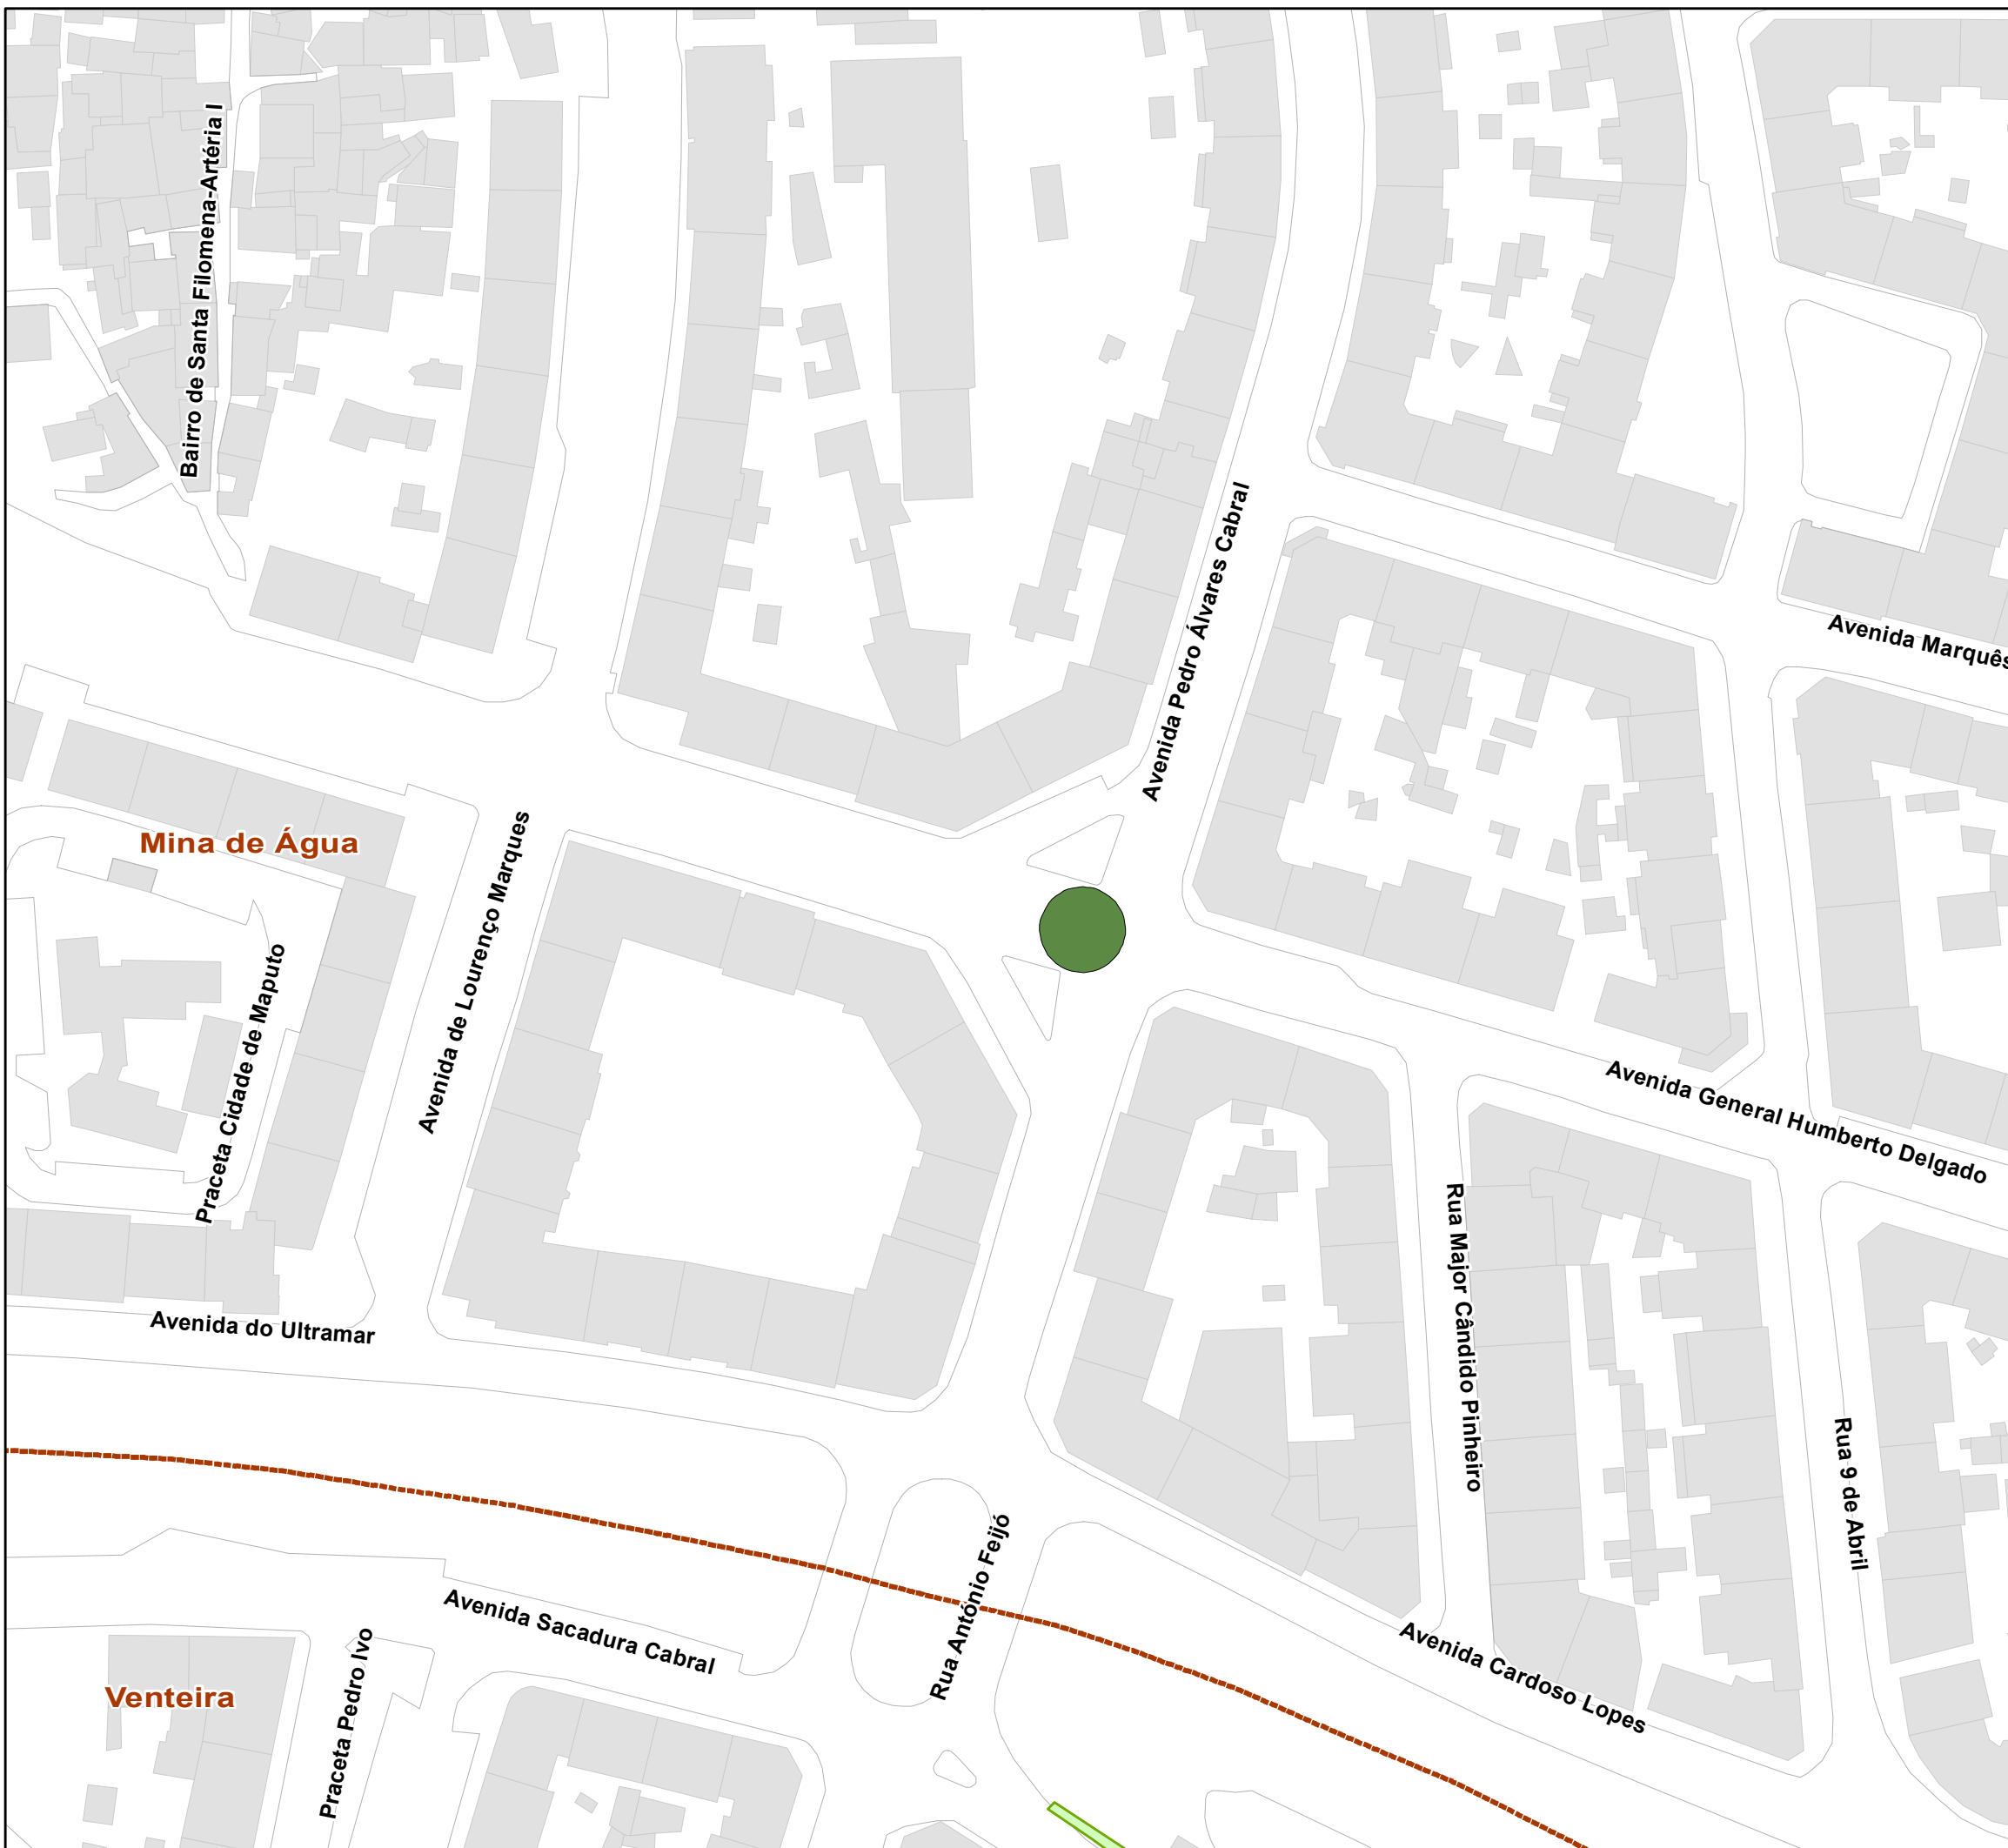 Bairro de Santa Filomena-Artéria I
Avenida Pedro Álvares Cabral
Avenida Marquês
Mina de Água
Avenida de Lourenço Marques
Praceta Cidade de Maputo
Avenida General Humberto Delgado
Rua Major Cândido Pinheiro
Avenida do Ultramar
Rua 9 de Abril
Rua António Feijó
Avenida Sacadura Cabral
Avenida Cardoso Lopes
Praceta Pedro Ivo
Venteira